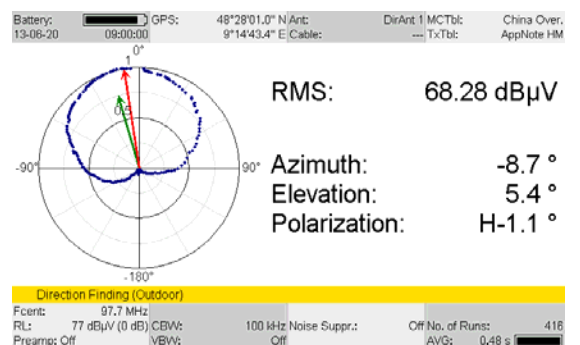 Battery: GPS: 48°28'01.0" N Ant: DirAnt 1 MCTbl: China Over.
13-06-20 09:00:00 9°14'43.4" E Cable: --- TxTbl: AppNote HM
0°
1
0.5
-90°
90°
-180°
RMS: 68.28 dBµV
Azimuth: -8.7 °
Elevation: 5.4 °
Polarization: H-1.1 °
Direction Finding (Outdoor)
Fcent: 97.7 MHz
RL: 77 dBµV (0 dB) CBW: 100 kHz Noise Suppr.: Off No. of Runs: 416
Preamp: Off VBW: Off AVG: 0.48 s